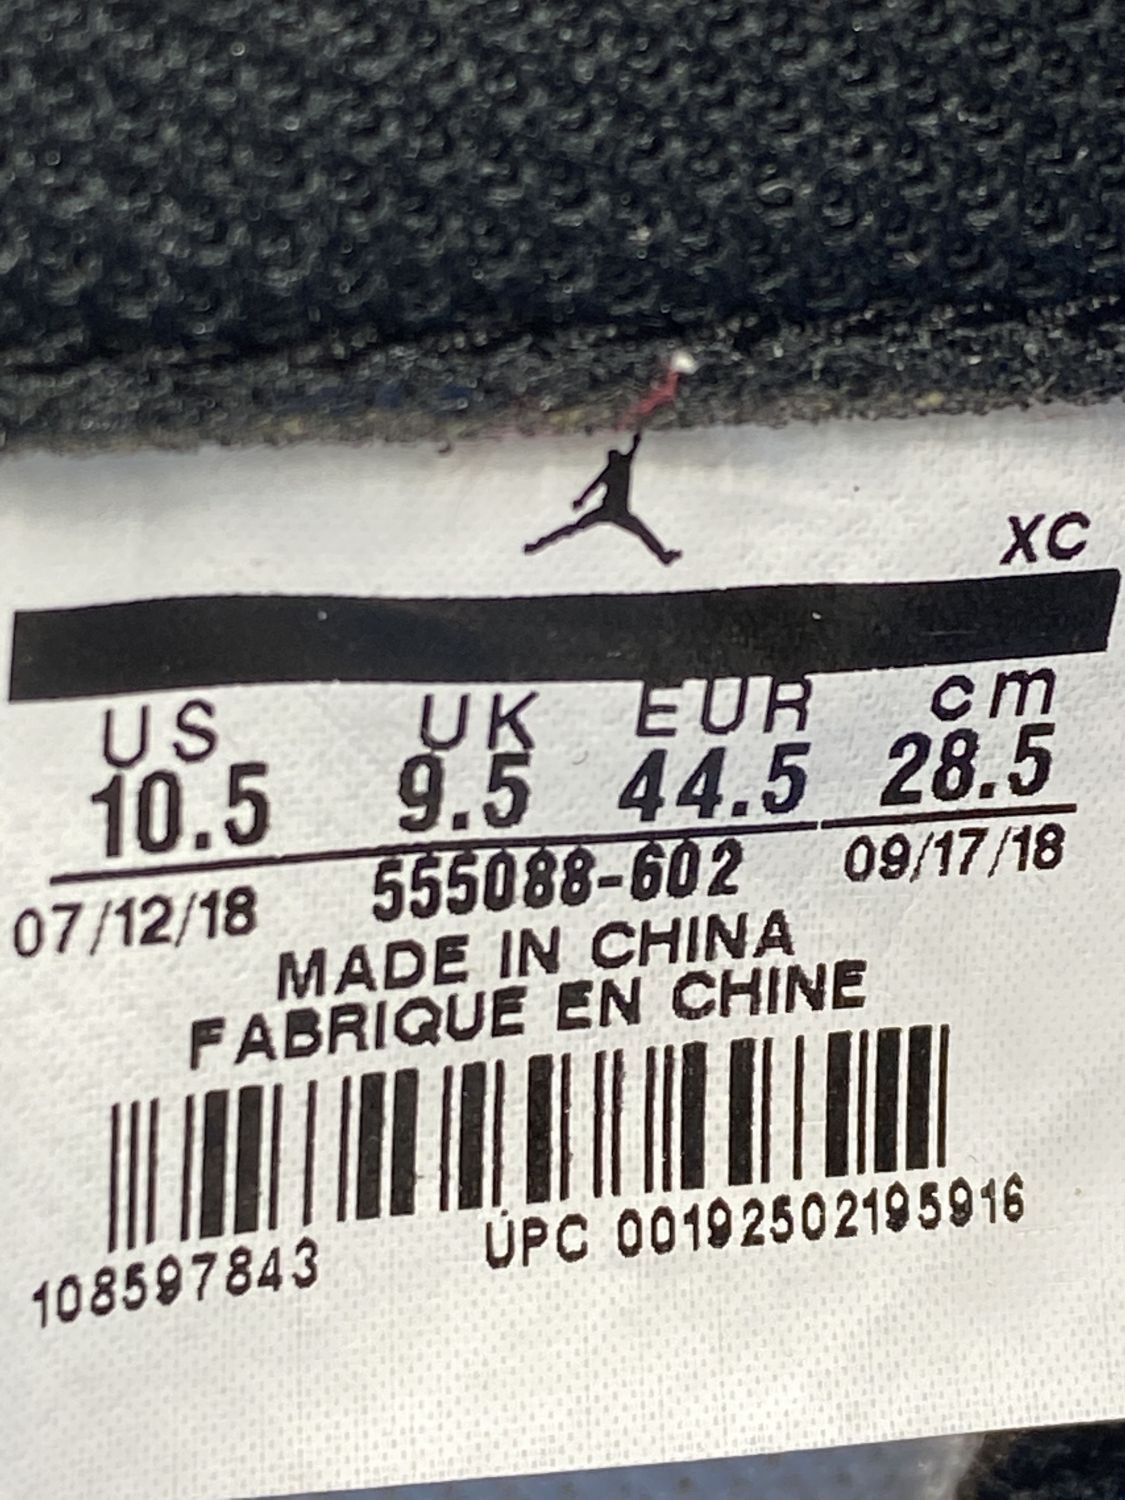 XC
US UK EUR cm
10.5 9.5 44.5 28.5
07/12/18 555088-602 09/17/18
MADE IN CHINA
FABRIQUE EN CHINE
108597843 UPC 00192502195916